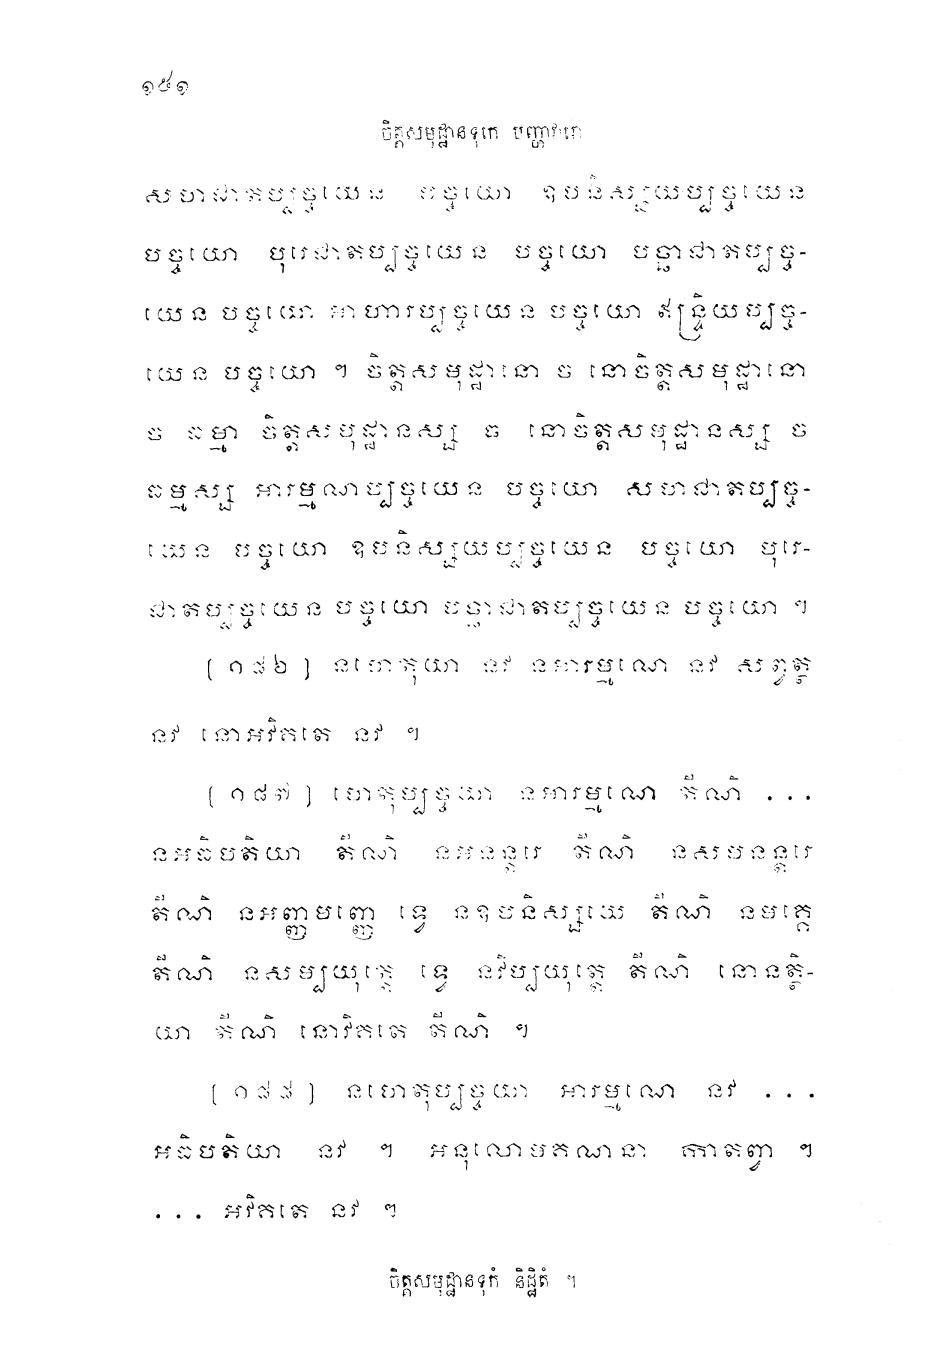 ១៥១
ចិត្តសមុដ្ឋានទុកេ បញ្ហាវារោ
សហជាតប្បច្ចយេន បច្ចយោ ឧបនិស្សយប្បច្ចយេន
បច្ចយោ បុរេជាតប្បច្ចយេន បច្ចយោ បច្ឆាជាតប្បច្ច-
យេន បច្ចយោ អាហារប្បច្ចយេន បច្ចយោ ឥន្ទ្រិយប្បច្ច-
យេន បច្ចយោ ។ ចិត្តសមុដ្ឋានោ ច នោចិត្តសមុដ្ឋានោ
ច ធម្មា ចិត្តសមុដ្ឋានស្ស ច នោចិត្តសមុដ្ឋានស្ស ច
ធម្មស្ស អារម្មណប្បច្ចយេន បច្ចយោ សហជាតប្បច្ច-
យេន បច្ចយោ ឧបនិស្សយប្បច្ចយេន បច្ចយោ បុរេ-
ជាតប្បច្ចយេន បច្ចយោ បច្ឆាជាតប្បច្ចយេន បច្ចយោ ។
[១៨៦] នហេតុយា នវ នអារម្មណេ នវ សព្វត្ថ
នវ នោអវិគតេ នវ ។
[១៨៧] ហេតុប្បច្ចយា នអារម្មណេ តីណិ ...
នអធិបតិយា តីណិ នអនន្តរេ តីណិ នសមនន្តរេ
តីណិ នអញ្ញមញ្ញេ ទ្វេ នឧបនិស្សយេ តីណិ នមគ្គេ
តីណិ នសម្បយុត្តេ ទ្វេ នវិប្បយុត្តេ តីណិ នោនត្ថិ-
យា តីណិ នោវិគតេ តីណិ ។
[១៨៨] នហេតុប្បច្ចយា អារម្មណេ នវ ...
អធិបតិយា នវ ។ អនុលោមគណនា កាតព្វា ។
... អវិគតេ នវ ។
ចិត្តសមុដ្ឋានទុកំ និដ្ឋិតំ ។